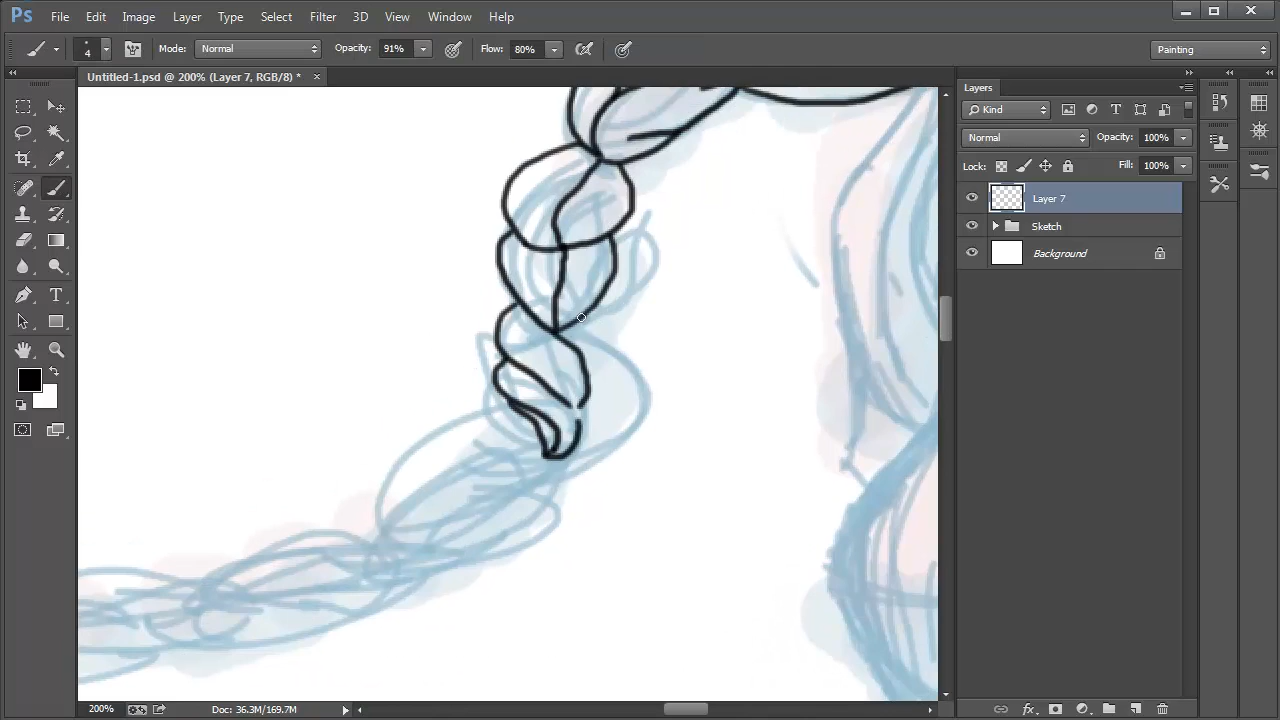 Ps File Edit Image Layer Type Select Filter 3D View Window Help
4 Mode: Normal Opacity: 91% Flow: 80% Painting
Untitled-1.psd @ 200% (Layer 7, RGB/8) *
Layers
Kind
Normal Opacity: 100%
Lock: Fill: 100%
Layer 7
Sketch
Background
200% Doc: 36.3M/169.7M